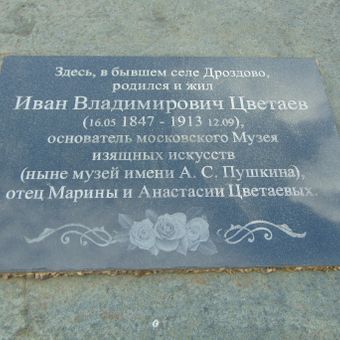 Здесь, в бывшем селе Дроздово,
родился и жил
Иван Владимирович Цветаев
(16.05 1847 - 1913 12.09),
основатель московского Музея
изящных искусств
(ныне музей имени А. С. Пушкина),
отец Марины и Анастасии Цветаевых.